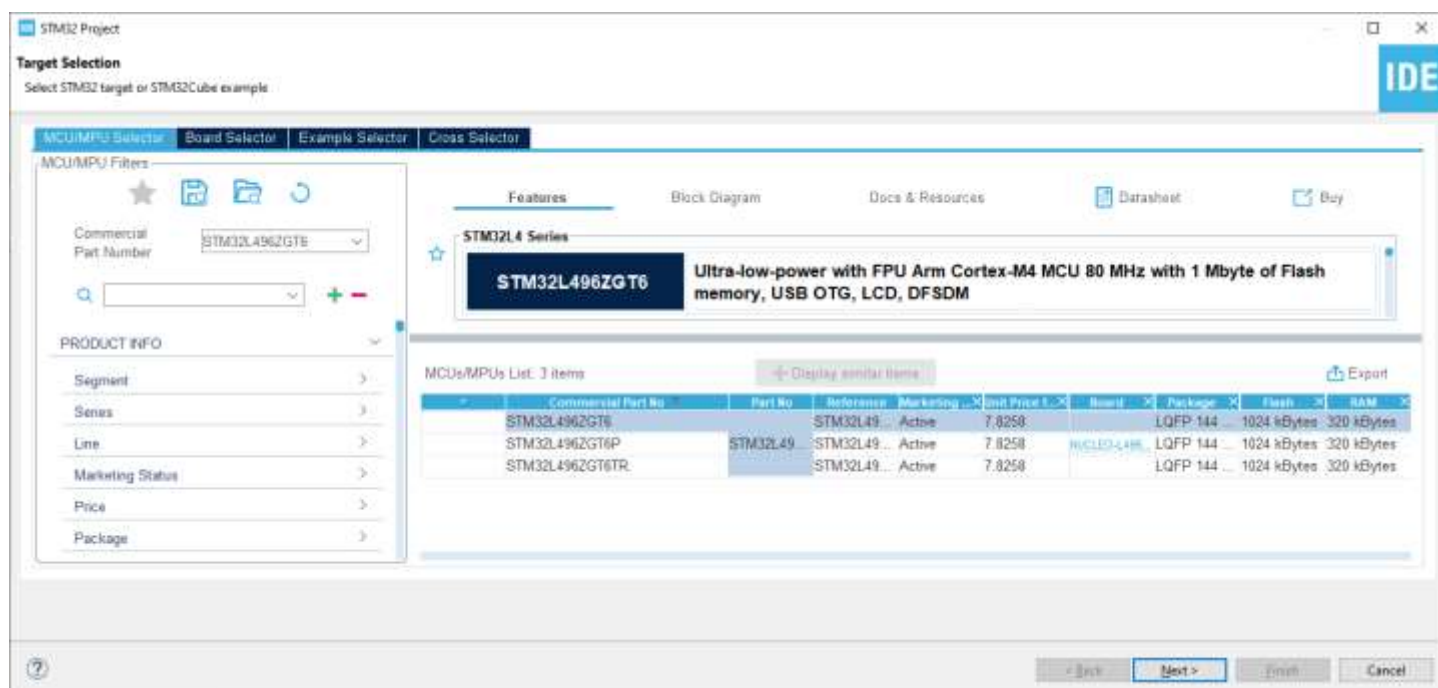 IDE STM32 Project
Target Selection
Select STM32 target or STM32Cube example
IDE
MCU/MPU Selector Board Selector Example Selector Cross Selector
MCU/MPU Filters
Commercial
Part Number
STM32L496ZGT6
PRODUCT INFO
Segment
Series
Line
Marketing Status
Price
Package
Features Block Diagram Docs & Resources Datasheet Buy
STM32L4 Series
STM32L496ZGT6
Ultra-low-power with FPU Arm Cortex-M4 MCU 80 MHz with 1 Mbyte of Flash
memory, USB OTG, LCD, DFSDM
MCUs/MPUs List: 3 items + Display similar items Export
Commercial Part No Part No Reference Marketing ... Unit Price f... Board Package Flash RAM
STM32L496ZGT6 STM32L49... Active 7.8258 LQFP 144 ... 1024 kBytes 320 kBytes
STM32L496ZGT6P STM32L49... STM32L49... Active 7.8258 LQFP 144 ... 1024 kBytes 320 kBytes
STM32L496ZGT6TR STM32L49... Active 7.8258 LQFP 144 ... 1024 kBytes 320 kBytes
? < Back Next > Finish Cancel